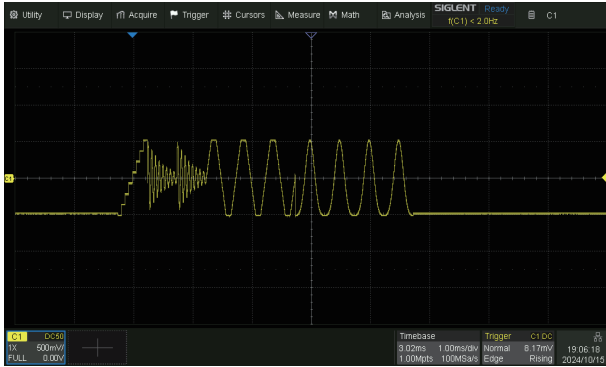 Utility Display Acquire Trigger Cursors Measure Math Analysis SIGLENT Ready C1
f(C1) < 2.0Hz
C1
C1 DC50
1X 500mV/
FULL 0.00V
Timebase
3.02ms 1.00ms/div
1.00Mpts 100MSa/s
Trigger C1 DC
Normal 8.17mV
Edge Rising
19:06:18
2024/10/15